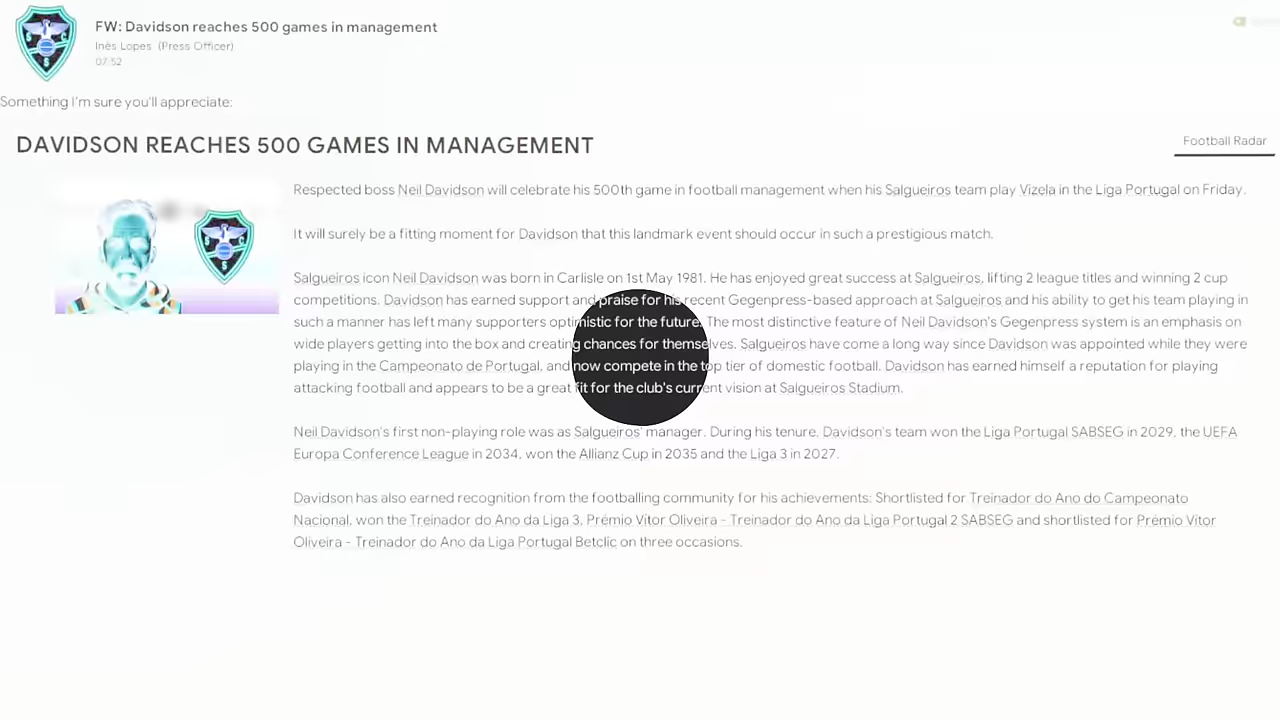 FW: Davidson reaches 500 games in management
Inês Lopes (Press Officer)
07:52
Something I'm sure you'll appreciate:
DAVIDSON REACHES 500 GAMES IN MANAGEMENT
Football Radar
Respected boss Neil Davidson will celebrate his 500th game in football management when his Salgueiros team play Vizela in the Liga Portugal on Friday.
It will surely be a fitting moment for Davidson that this landmark event should occur in such a prestigious match.
Salgueiros icon Neil Davidson was born in Carlisle on 1st May 1981. He has enjoyed great success at Salgueiros, lifting 2 league titles and winning 2 cup
competitions. Davidson has earned support and praise for his recent Gegenpress-based approach at Salgueiros and his ability to get his team playing in
such a manner has left many supporters optimistic for the future. The most distinctive feature of Neil Davidson's Gegenpress system is an emphasis on
wide players getting into the box and creating chances for themselves. Salgueiros have come a long way since Davidson was appointed while they were
playing in the Campeonato de Portugal, and now compete in the top tier of domestic football. Davidson has earned himself a reputation for playing
attacking football and appears to be a great fit for the club's current vision at Salgueiros Stadium.
Neil Davidson's first non-playing role was as Salgueiros' manager. During his tenure, Davidson's team won the Liga Portugal SABSEG in 2029, the UEFA
Europa Conference League in 2034, won the Allianz Cup in 2035 and the Liga 3 in 2027.
Davidson has also earned recognition from the footballing community for his achievements: Shortlisted for Treinador do Ano do Campeonato
Nacional, won the Treinador do Ano da Liga 3, Prémio Vítor Oliveira - Treinador do Ano da Liga Portugal 2 SABSEG and shortlisted for Prémio Vítor
Oliveira - Treinador do Ano da Liga Portugal Betclic on three occasions.